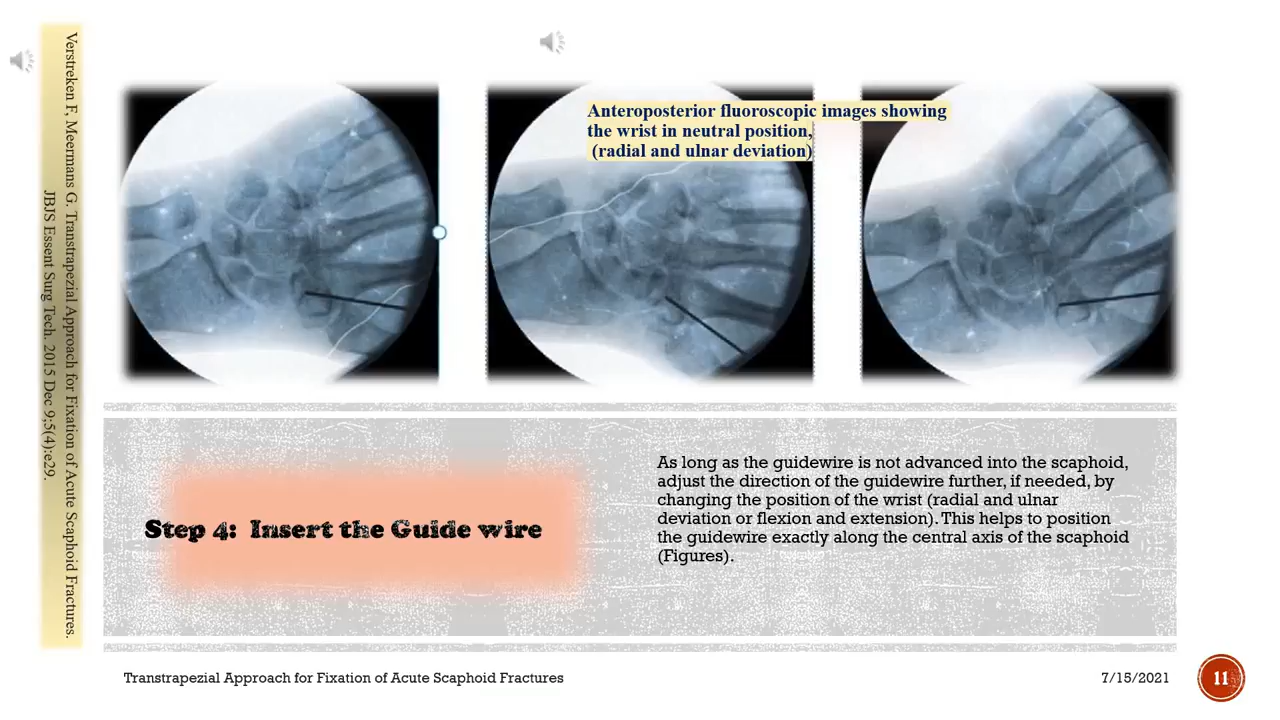 Verstreken F, Meermans G. Transtrapezial Approach for Fixation of Acute Scaphoid Fractures.
JBJS Essent Surg Tech. 2015 Dec 9;5(4):e29.
Anteroposterior fluoroscopic images showing
the wrist in neutral position,
(radial and ulnar deviation)
Step 4: Insert the Guide wire
As long as the guidewire is not advanced into the scaphoid,
adjust the direction of the guidewire further, if needed, by
changing the position of the wrist (radial and ulnar
deviation or flexion and extension). This helps to position
the guidewire exactly along the central axis of the scaphoid
(Figures).
Transtrapezial Approach for Fixation of Acute Scaphoid Fractures
7/15/2021
11